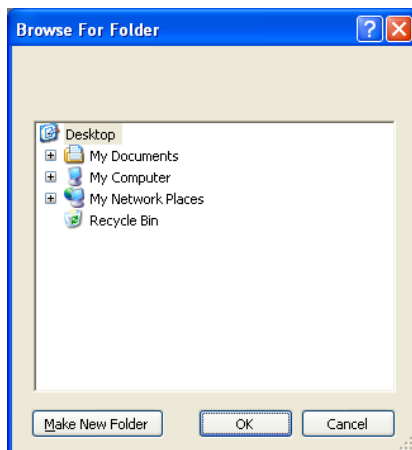 Browse For Folder
Desktop
My Documents
My Computer
My Network Places
Recycle Bin
Make New Folder
OK
Cancel